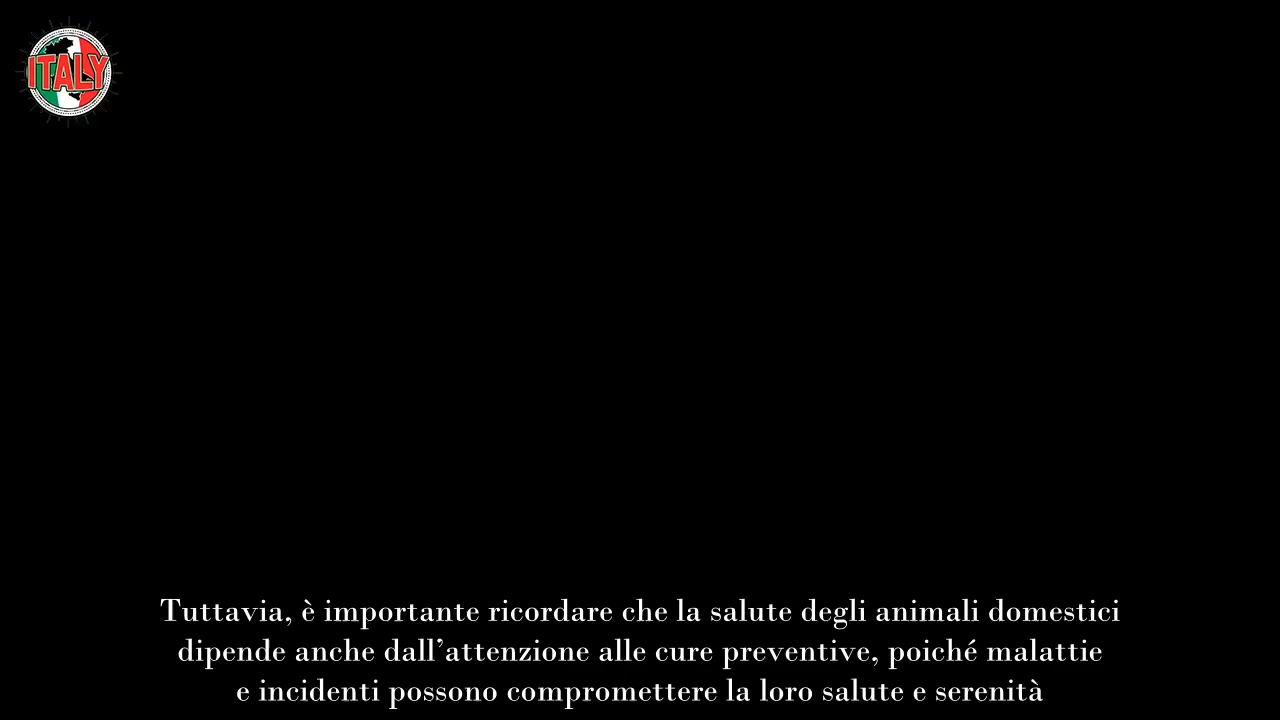 ITALY
Tuttavia, è importante ricordare che la salute degli animali domestici
dipende anche dall’attenzione alle cure preventive, poiché malattie
e incidenti possono compromettere la loro salute e serenità